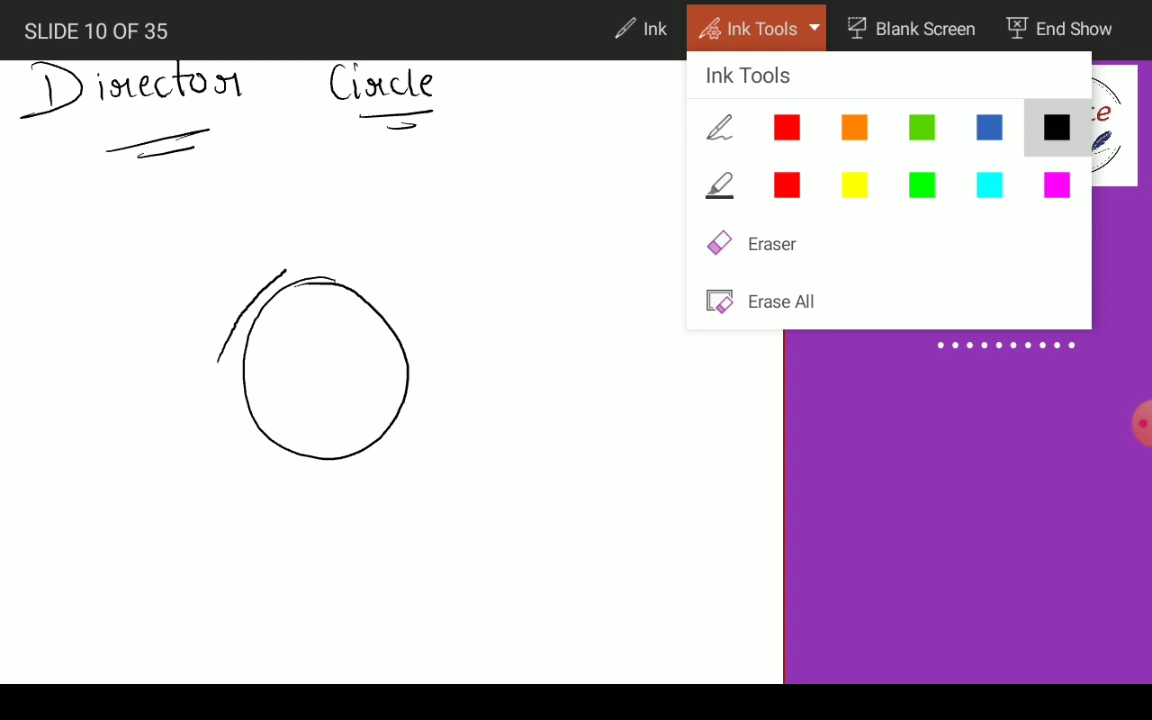 SLIDE 10 OF 35
Ink
Ink Tools
Blank Screen
End Show
Director Circle
Ink Tools
Eraser
Erase All